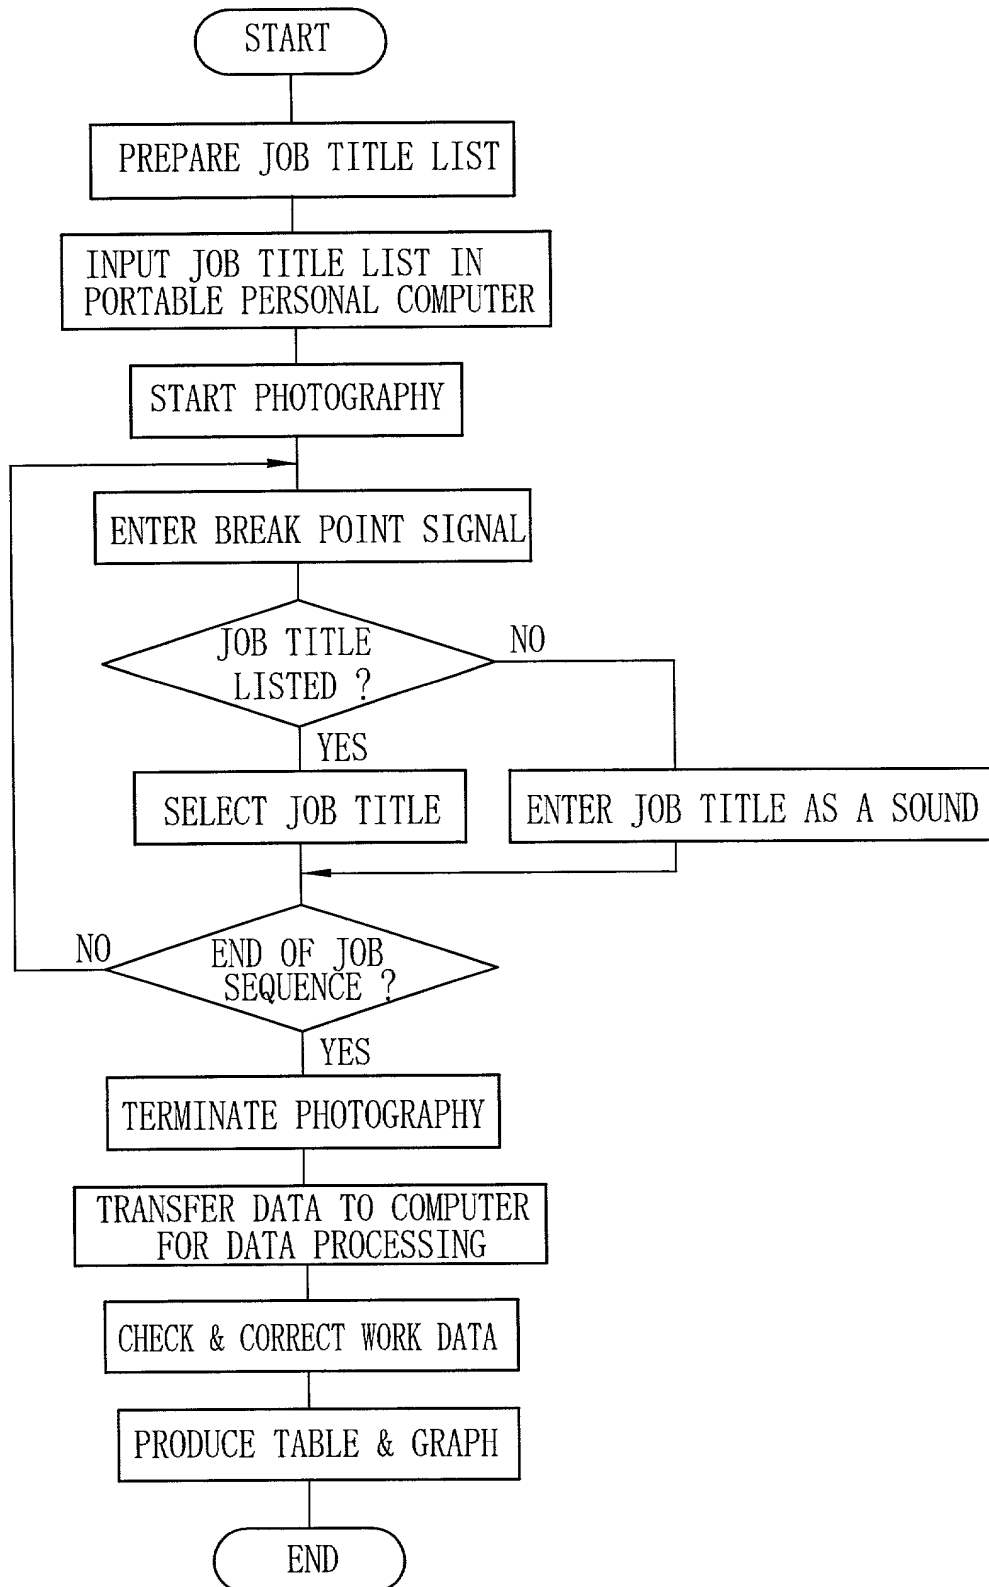 START
PREPARE JOB TITLE LIST
INPUT JOB TITLE LIST IN
PORTABLE PERSONAL COMPUTER
START PHOTOGRAPHY
ENTER BREAK POINT SIGNAL
JOB TITLE
LISTED ?
NO
YES
SELECT JOB TITLE
ENTER JOB TITLE AS A SOUND
NO
END OF JOB
SEQUENCE ?
YES
TERMINATE PHOTOGRAPHY
TRANSFER DATA TO COMPUTER
FOR DATA PROCESSING
CHECK & CORRECT WORK DATA
PRODUCE TABLE & GRAPH
END